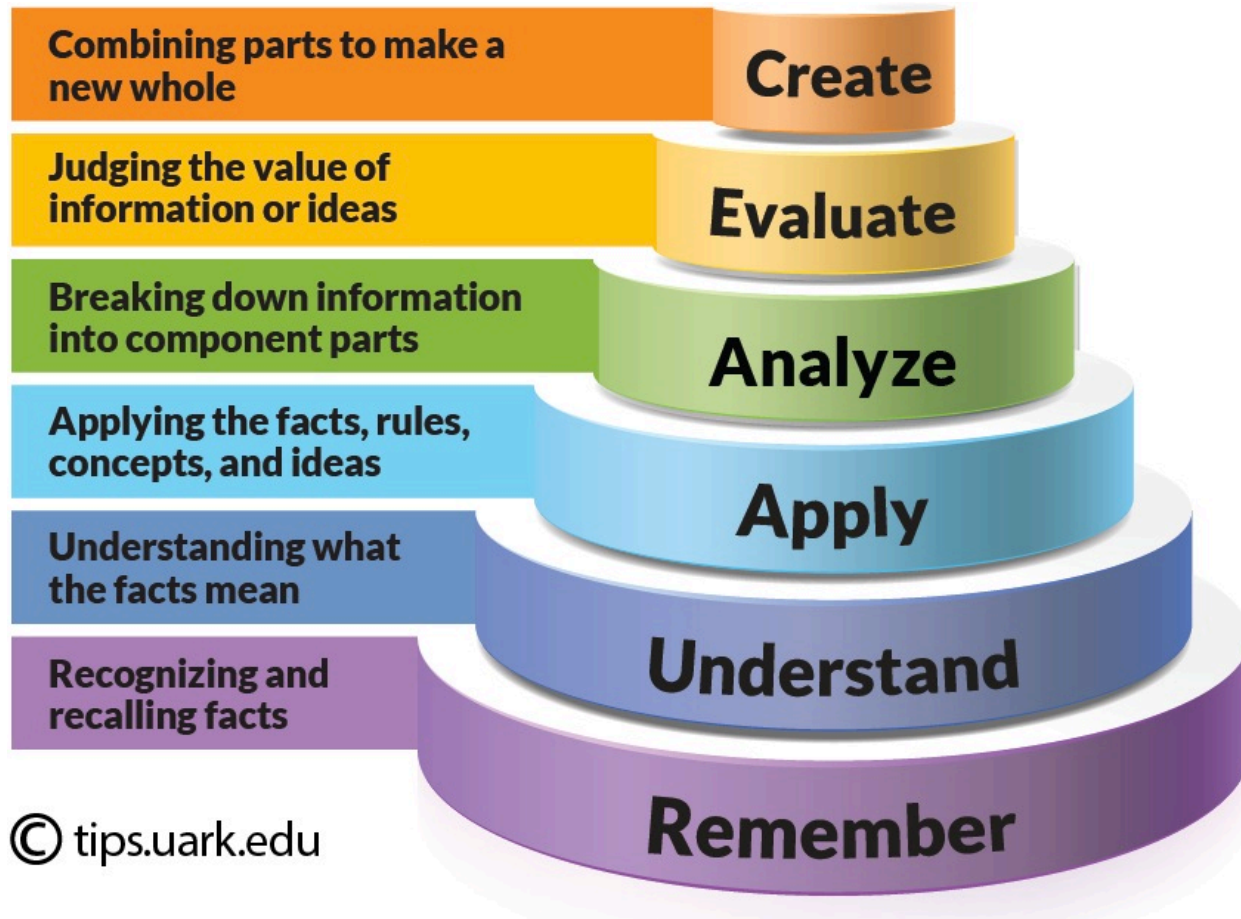 Combining parts to make a
new whole
Create
Judging the value of
information or ideas
Evaluate
Breaking down information
into component parts
Analyze
Applying the facts, rules,
concepts, and ideas
Apply
Understanding what
the facts mean
Understand
Recognizing and
recalling facts
Remember
© tips.uark.edu